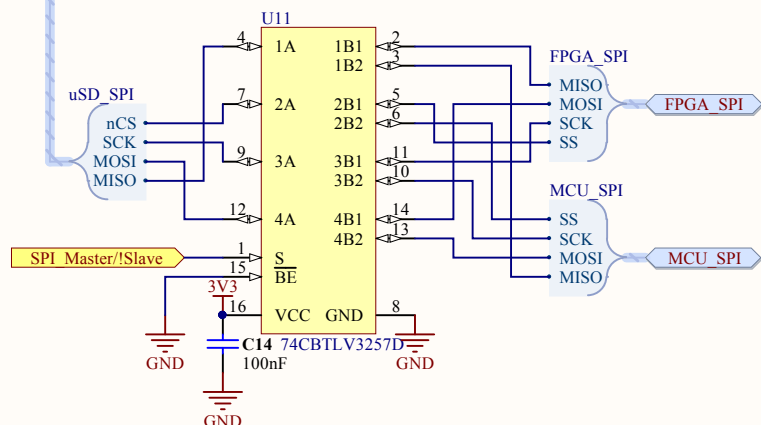 U11
4 1A 1B1 2
1B2 3
FPGA_SPI
MISO
MOSI
SCK
SS
FPGA_SPI
uSD_SPI
nCS
SCK
MOSI
MISO
7 2A 2B1 5
2B2 6
9 3A 3B1 11
3B2 10
12 4A 4B1 14
4B2 13
MCU_SPI
SS
SCK
MOSI
MISO
MCU_SPI
SPI_Master/!Slave
1 S
15 BE
3V3
16 VCC GND 8
GND
C14 74CBTLV3257D
100nF
GND
GND